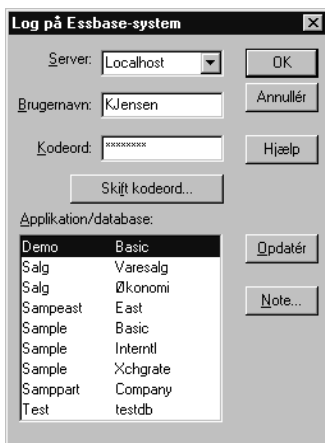 Log på Essbase-system
Server: Localhost OK
Brugernavn: KJensen Annullér
Kodeord: ******** Hjælp
Skift kodeord...
Applikation/database:
Demo Basic Opdatér
Salg Varesalg
Salg Økonomi
Sampeast East Note...
Sample Basic
Sample Interntl
Sample Xchgrate
Samppart Company
Test testdb